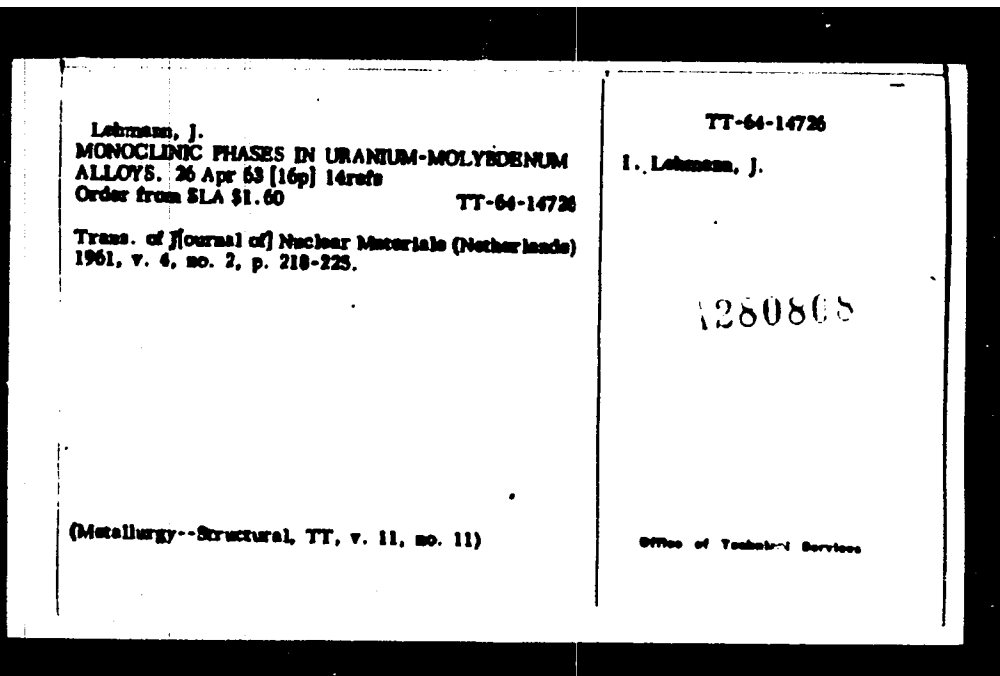 Lehmann, J.
MONOCLINIC PHASES IN URANIUM-MOLYBDENUM
ALLOYS. 26 Apr 63 [16p] 14refs
Order from SLA $1.60 TT-64-14726
Trans. of J[ournal of] Nuclear Materials (Netherlands)
1961, v. 4, no. 2, p. 218-225.
(Metallurgy--Structural, TT, v. 11, no. 11)
TT-64-14726
I. Lehmann, J.
280808
Office of Technical Services